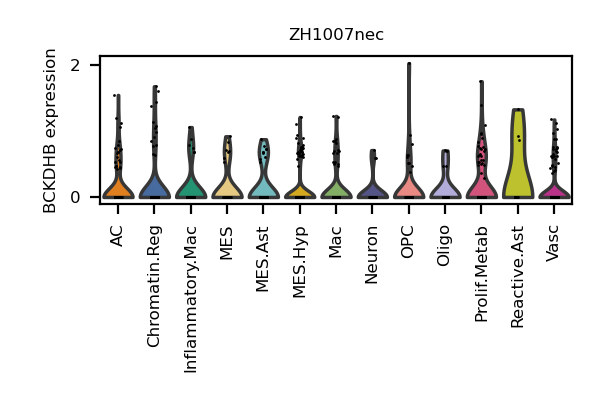 ZH1007nec
BCKDHB expression
2
0
AC
Chromatin.Reg
Inflammatory.Mac
MES
MES.Ast
MES.Hyp
Mac
Neuron
OPC
Oligo
Prolif.Metab
Reactive.Ast
Vasc